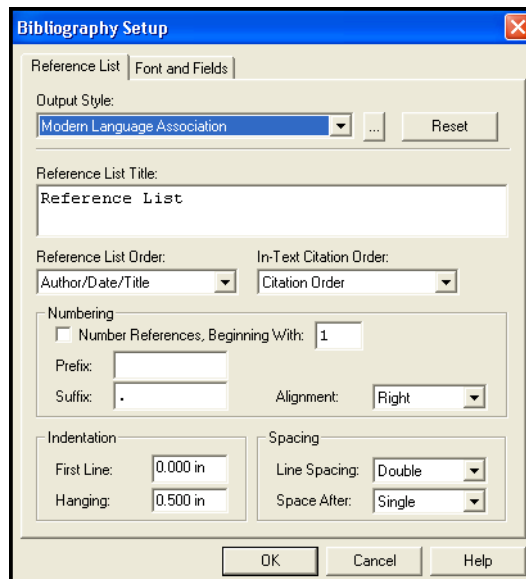 Bibliography Setup
Reference List Font and Fields
Output Style:
Modern Language Association ... Reset
Reference List Title:
Reference List
Reference List Order: In-Text Citation Order:
Author/Date/Title Citation Order
Numbering
Number References, Beginning With: 1
Prefix:
Suffix: . Alignment: Right
Indentation Spacing
First Line: 0.000 in Line Spacing: Double
Hanging: 0.500 in Space After: Single
OK Cancel Help